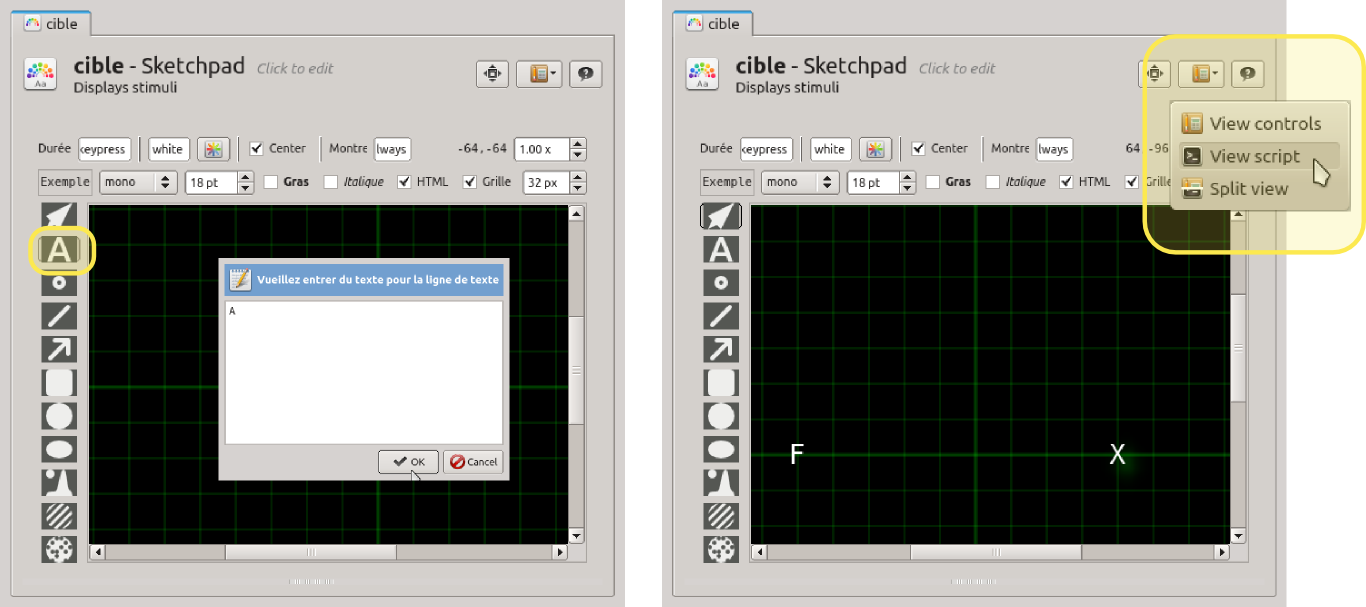 cible
cible - Sketchpad Click to edit
Aa
Displays stimuli
Durée keypress white Center Montre lways -64,-64 1.00 x
Exemple mono 18 pt Gras Italique HTML Grille 32 px
A
Vueillez entrer du texte pour la ligne de texte
A
OK Cancel
cible
cible - Sketchpad Click to edit
Aa
Displays stimuli
View controls
View script
Split view
Durée keypress white Center Montre lways 64,-96
Exemple mono 18 pt Gras Italique HTML Grille
A
F X